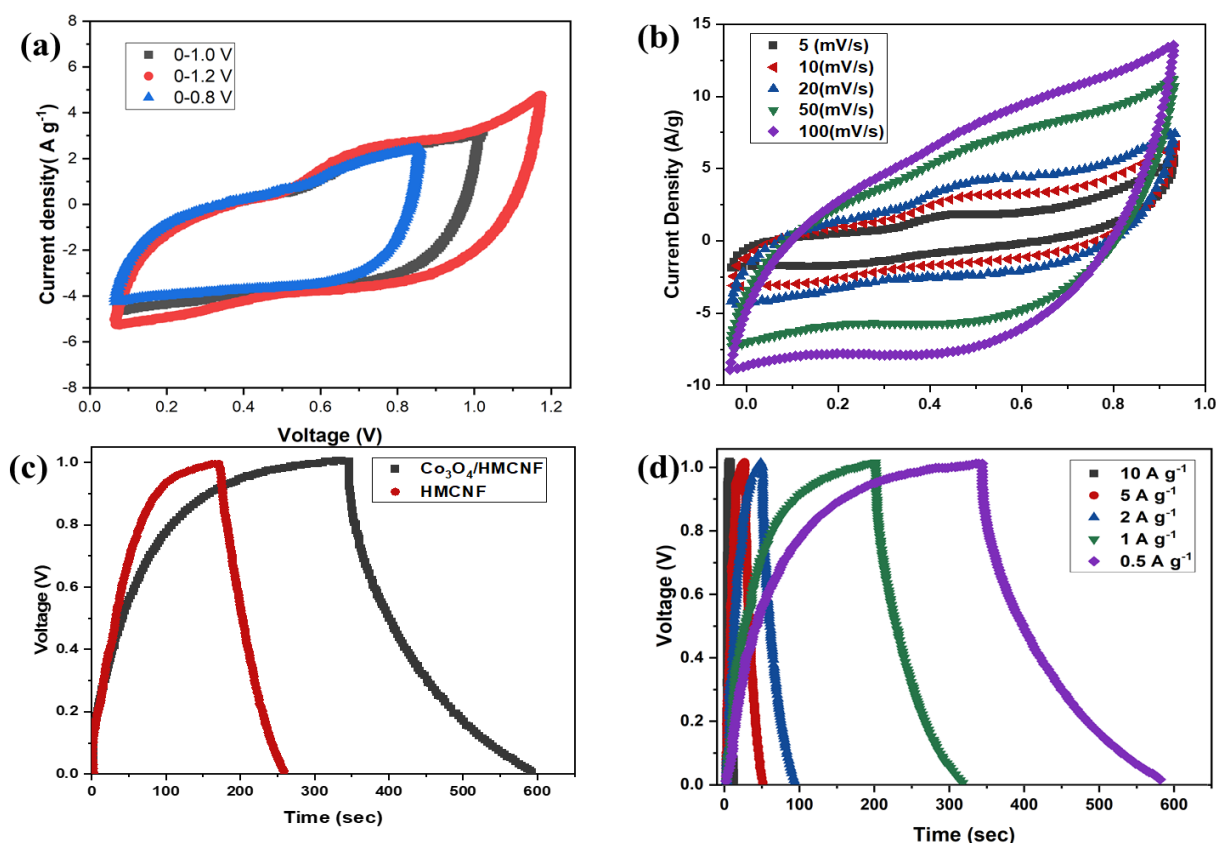 (a)
0-1.0 V
0-1.2 V
0-0.8 V
Current density( A g⁻¹)
8
6
4
2
0
-2
-4
-6
-8
0.0 0.2 0.4 0.6 0.8 1.0 1.2
Voltage (V)
(b)
5 (mV/s)
10(mV/s)
20(mV/s)
50(mV/s)
100(mV/s)
Current Density (A/g)
15
10
5
0
-5
-10
0.0 0.2 0.4 0.6 0.8 1.0
(c)
Co₃O₄/HMCNF
HMCNF
Voltage (V)
1.0
0.8
0.6
0.4
0.2
0.0
0 100 200 300 400 500 600
Time (sec)
(d)
10 A g⁻¹
5 A g⁻¹
2 A g⁻¹
1 A g⁻¹
0.5 A g⁻¹
Voltage (V)
1.0
0.8
0.6
0.4
0.2
0.0
0 100 200 300 400 500 600
Time (sec)